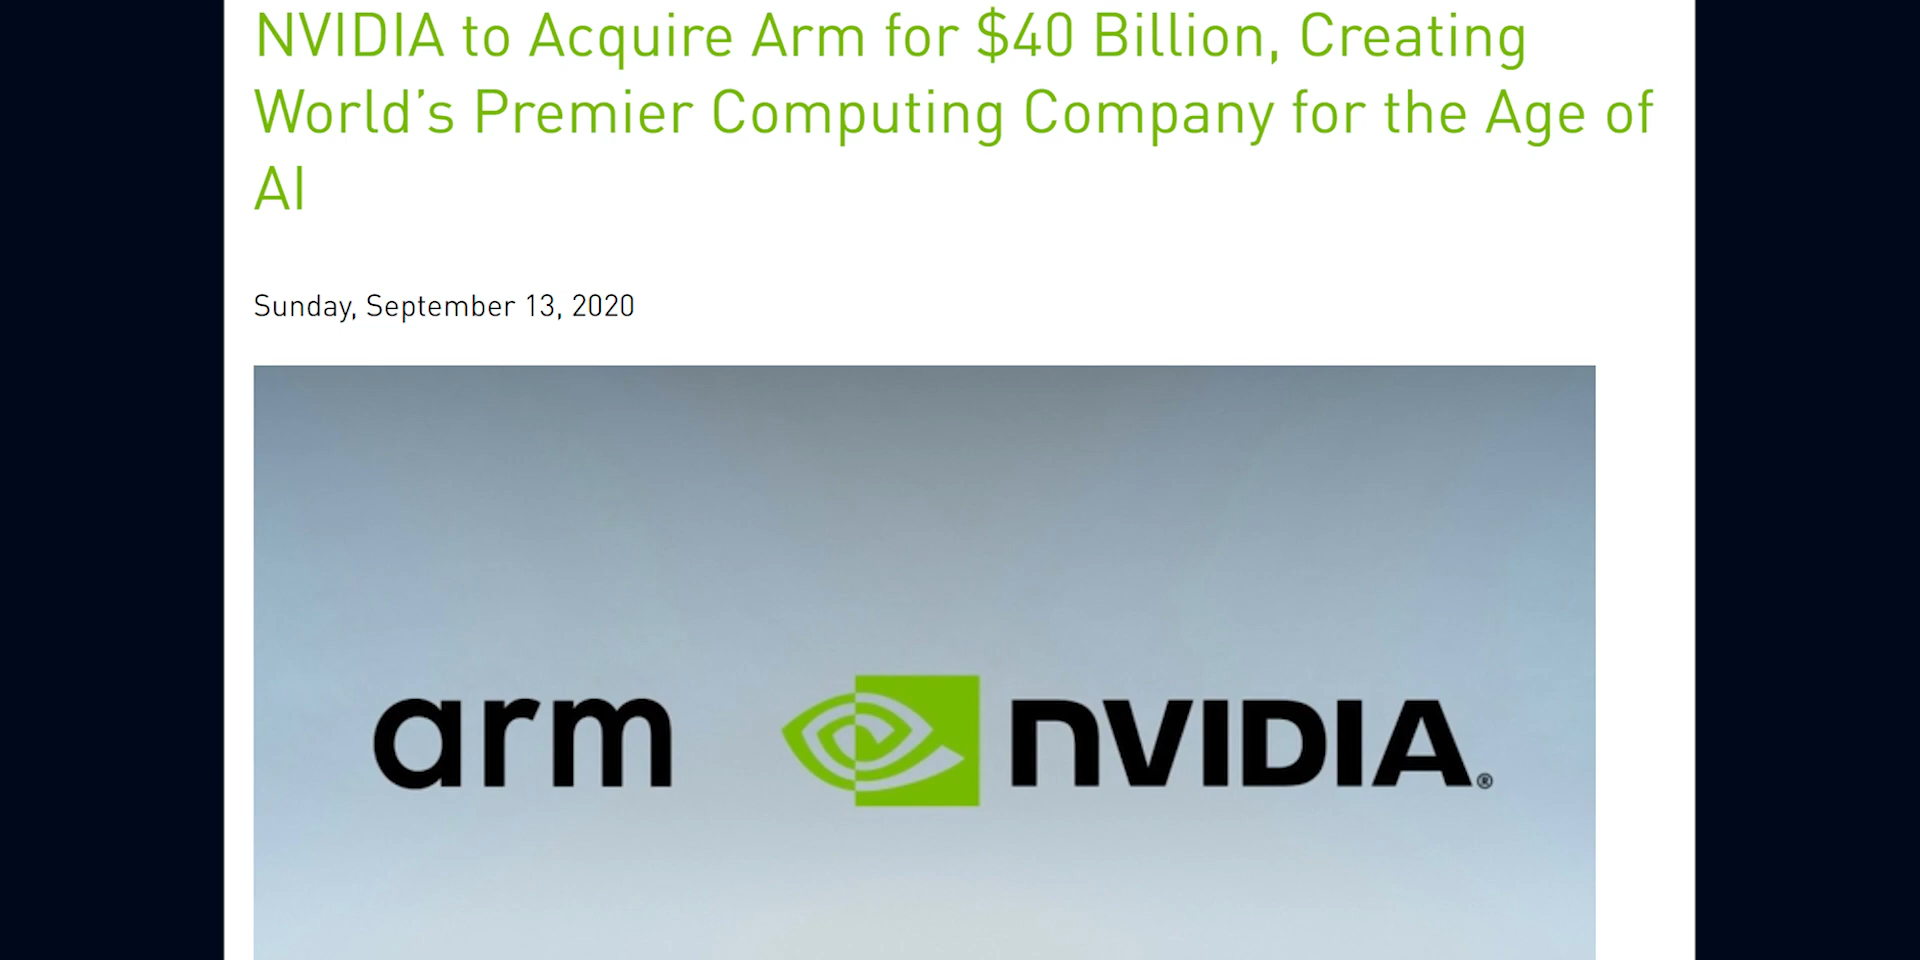 NVIDIA to Acquire Arm for $40 Billion, Creating
World’s Premier Computing Company for the Age of
AI
Sunday, September 13, 2020
arm NVIDIA®